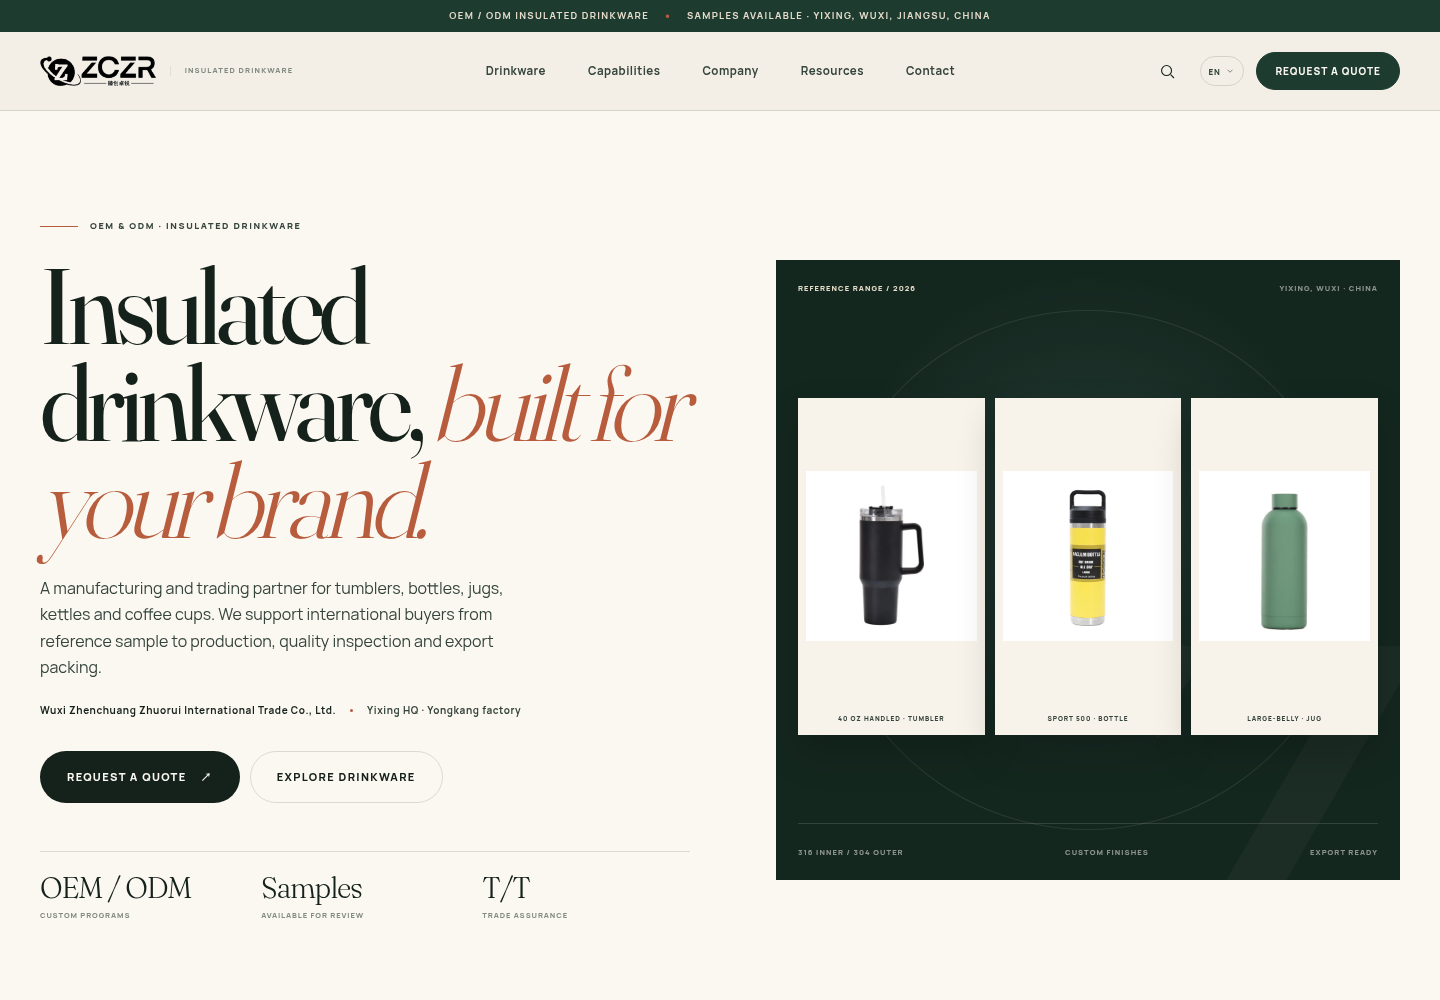 OEM / ODM INSULATED DRINKWARE • SAMPLES AVAILABLE · YIXING, WUXI, JIANGSU, CHINA
ZCZR
INSULATED DRINKWARE
Drinkware
Capabilities
Company
Resources
Contact
EN
REQUEST A QUOTE
OEM & ODM · INSULATED DRINKWARE
Insulated
drinkware, built for
your brand.
A manufacturing and trading partner for tumblers, bottles, jugs,
kettles and coffee cups. We support international buyers from
reference sample to production, quality inspection and export
packing.
Wuxi Zhenchuang Zhuorui International Trade Co., Ltd. • Yixing HQ · Yongkang factory
REQUEST A QUOTE ↗
EXPLORE DRINKWARE
OEM / ODM
CUSTOM PROGRAMS
Samples
AVAILABLE FOR REVIEW
T/T
TRADE ASSURANCE
REFERENCE RANGE / 2026
YIXING, WUXI · CHINA
40 OZ HANDLED · TUMBLER
SPORT 500 · BOTTLE
LARGE-BELLY · JUG
316 INNER / 304 OUTER
CUSTOM FINISHES
EXPORT READY